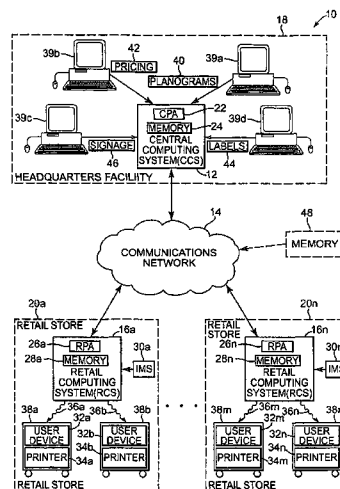 10
18
39b
42
PRICING
40
PLANOGRAMS
39a
39c
CPA
22
MEMORY
24
39d
CENTRAL
COMPUTING
SYSTEM(CCS)
SIGNAGE
46
LABELS
44
12
HEADQUARTERS FACILITY
14
COMMUNICATIONS
NETWORK
48
MEMORY
20a
RETAIL STORE
16a
26a
RPA
30a
28a
MEMORY
IMS
RETAIL
COMPUTING
SYSTEM(RCS)
38a
36a
36b
38b
32a
USER
DEVICE
32b
USER
DEVICE
34b
PRINTER
PRINTER
34a
RETAIL STORE
20n
RETAIL
STORE
16n
26n
RPA
30n
28n
MEMORY
IMS
RETAIL
COMPUTING
SYSTEM(RCS)
38m
36m
36n
32m
USER
DEVICE
32n
USER
DEVICE
34n
PRINTER
PRINTER
34m
RETAIL STORE